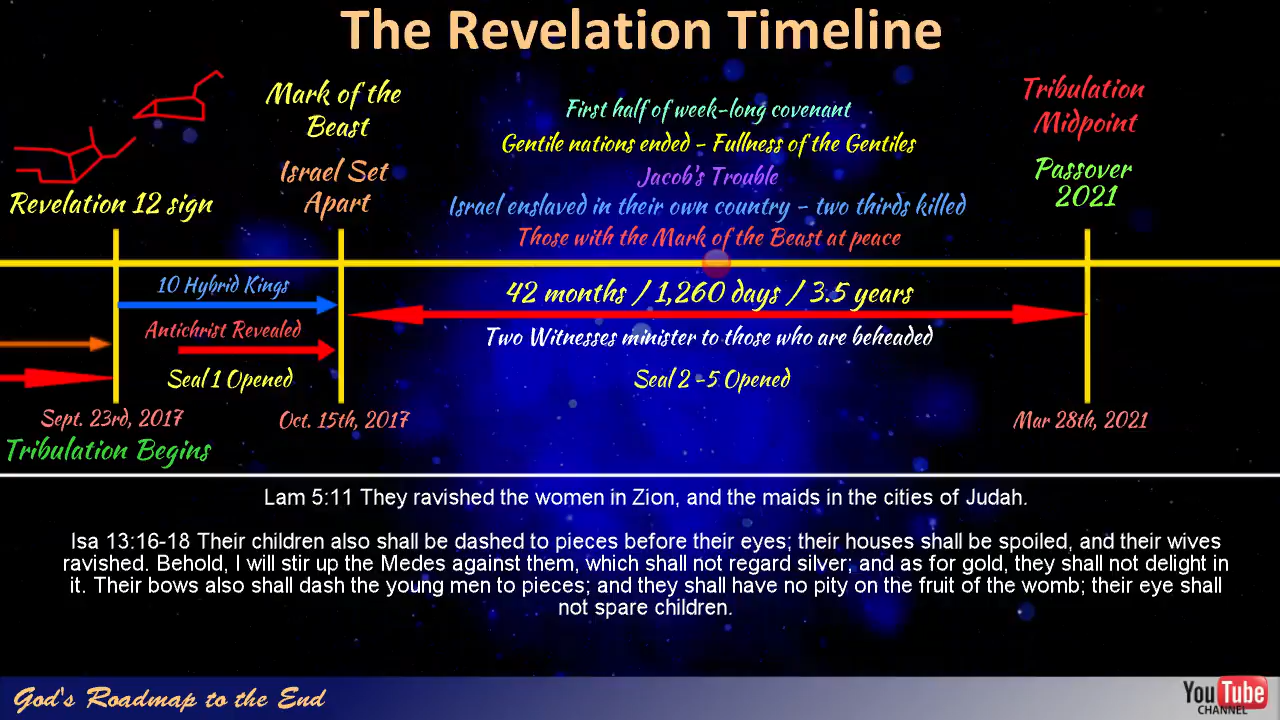 The Revelation Timeline
Revelation 12 sign
Mark of the
Beast
Israel Set
Apart
First half of week-long covenant
Gentile nations ended - Fullness of the Gentiles
Jacob's Trouble
Israel enslaved in their own country - two thirds killed
Those with the Mark of the Beast at peace
Tribulation
Midpoint
Passover
2021
10 Hybrid Kings
Antichrist Revealed
Seal 1 Opened
42 months / 1,260 days / 3.5 years
Two Witnesses minister to those who are beheaded
Seal 2 -5 Opened
Sept. 23rd, 2017
Tribulation Begins
Oct. 15th, 2017
Mar 28th, 2021
Lam 5:11 They ravished the women in Zion, and the maids in the cities of Judah.
Isa 13:16-18 Their children also shall be dashed to pieces before their eyes; their houses shall be spoiled, and their wives
ravished. Behold, I will stir up the Medes against them, which shall not regard silver; and as for gold, they shall not delight in
it. Their bows also shall dash the young men to pieces; and they shall have no pity on the fruit of the womb; their eye shall
not spare children.
God's Roadmap to the End
YouTube
CHANNEL